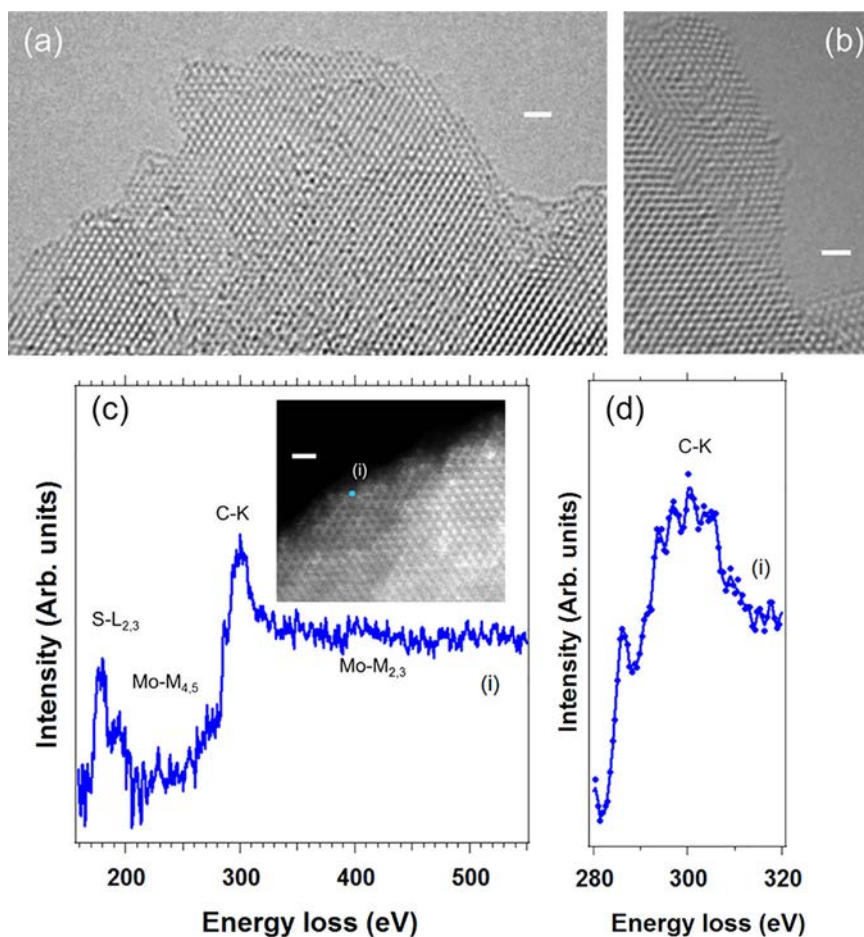 (a)
(b)
(c)
(i)
C-K
S-L2,3
Mo-M4,5
Mo-M2,3
(i)
Intensity (Arb. units)
200
300
400
500
Energy loss (eV)
(d)
C-K
(i)
Intensity (Arb. units)
280
300
320
Energy loss (eV)